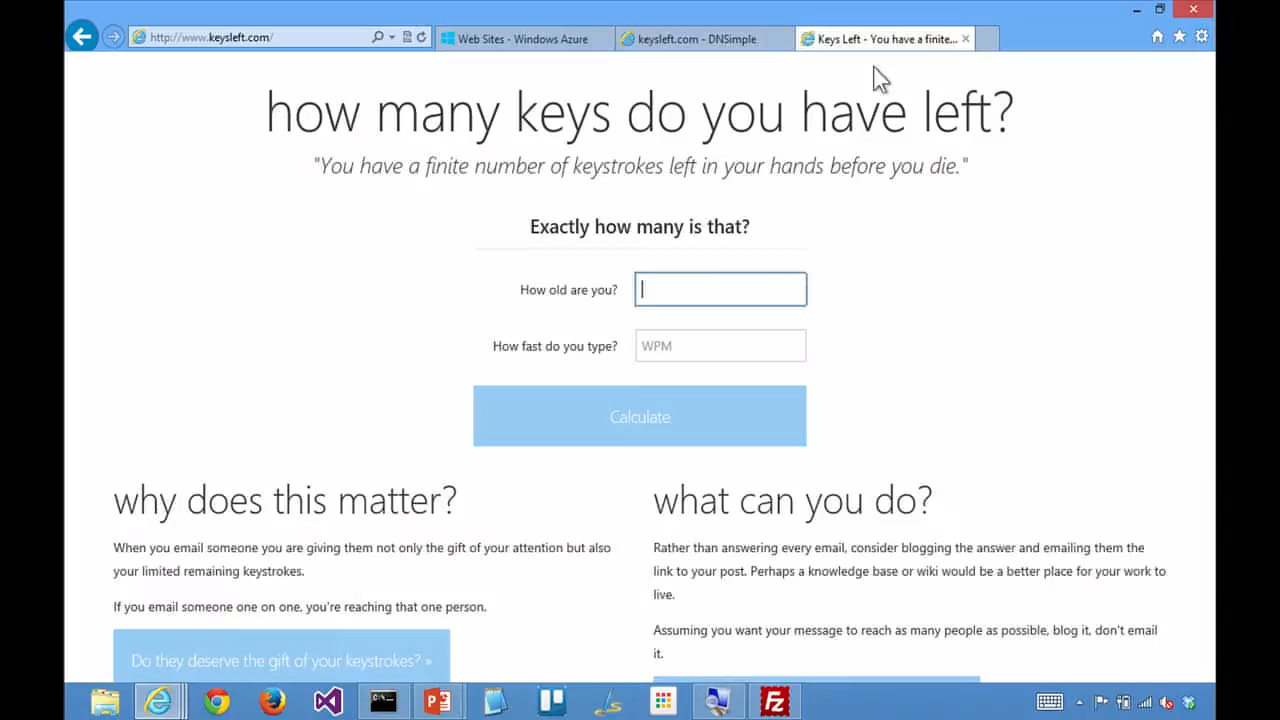 http://www.keysleft.com/
Web Sites - Windows Azure
keysleft.com - DNSimple
Keys Left - You have a finite...
how many keys do you have left?
"You have a finite number of keystrokes left in your hands before you die."
Exactly how many is that?
How old are you?
How fast do you type?
WPM
Calculate
why does this matter?
When you email someone you are giving them not only the gift of your attention but also
your limited remaining keystrokes.
If you email someone one on one, you're reaching that one person.
Do they deserve the gift of your keystrokes? »
what can you do?
Rather than answering every email, consider blogging the answer and emailing them the
link to your post. Perhaps a knowledge base or wiki would be a better place for your work to
live.
Assuming you want your message to reach as many people as possible, blog it, don't email
it.